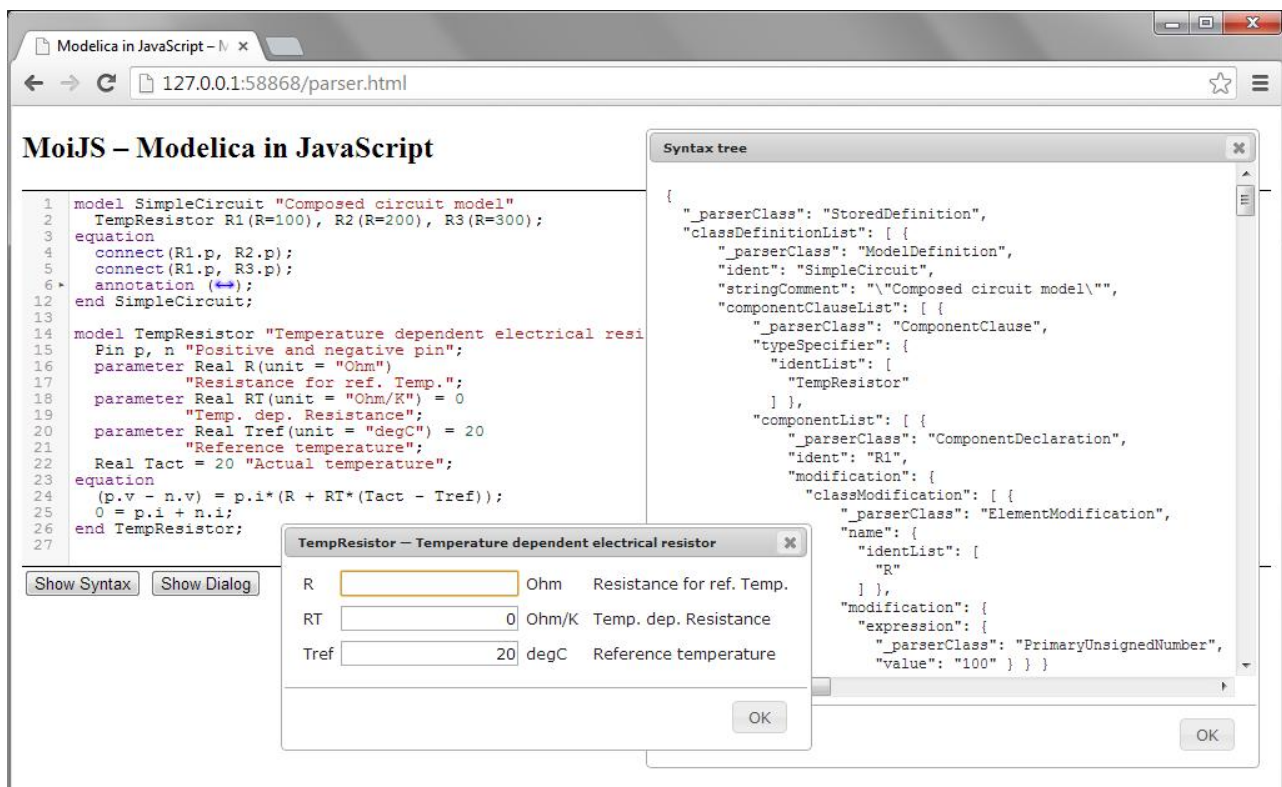 Modelica in JavaScript – M
127.0.0.1:58868/parser.html
MoiJS – Modelica in JavaScript
1 model SimpleCircuit "Composed circuit model"
2 TempResistor R1(R=100), R2(R=200), R3(R=300);
3 equation
4 connect(R1.p, R2.p);
5 connect(R1.p, R3.p);
6 annotation (↔);
12 end SimpleCircuit;
13
14 model TempResistor "Temperature dependent electrical resi
15 Pin p, n "Positive and negative pin";
16 parameter Real R(unit = "Ohm")
17 "Resistance for ref. Temp.";
18 parameter Real RT(unit = "Ohm/K") = 0
19 "Temp. dep. Resistance";
20 parameter Real Tref(unit = "degC") = 20
21 "Reference temperature";
22 Real Tact = 20 "Actual temperature";
23 equation
24 (p.v - n.v) = p.i*(R + RT*(Tact - Tref));
25 0 = p.i + n.i;
26 end TempResistor;
27
Show Syntax Show Dialog
TempResistor — Temperature dependent electrical resistor
R Ohm Resistance for ref. Temp.
RT 0 Ohm/K Temp. dep. Resistance
Tref 20 degC Reference temperature
OK
Syntax tree
{
"_parserClass": "StoredDefinition",
"classDefinitionList": [ {
"_parserClass": "ModelDefinition",
"ident": "SimpleCircuit",
"stringComment": "\"Composed circuit model\"",
"componentClauseList": [ {
"_parserClass": "ComponentClause",
"typeSpecifier": {
"identList": [
"TempResistor"
] },
"componentList": [ {
"_parserClass": "ComponentDeclaration",
"ident": "R1",
"modification": {
"classModification": [ {
"_parserClass": "ElementModification",
"name": {
"identList": [
"R"
] },
"modification": {
"expression": {
"_parserClass": "PrimaryUnsignedNumber",
"value": "100" } } }
OK